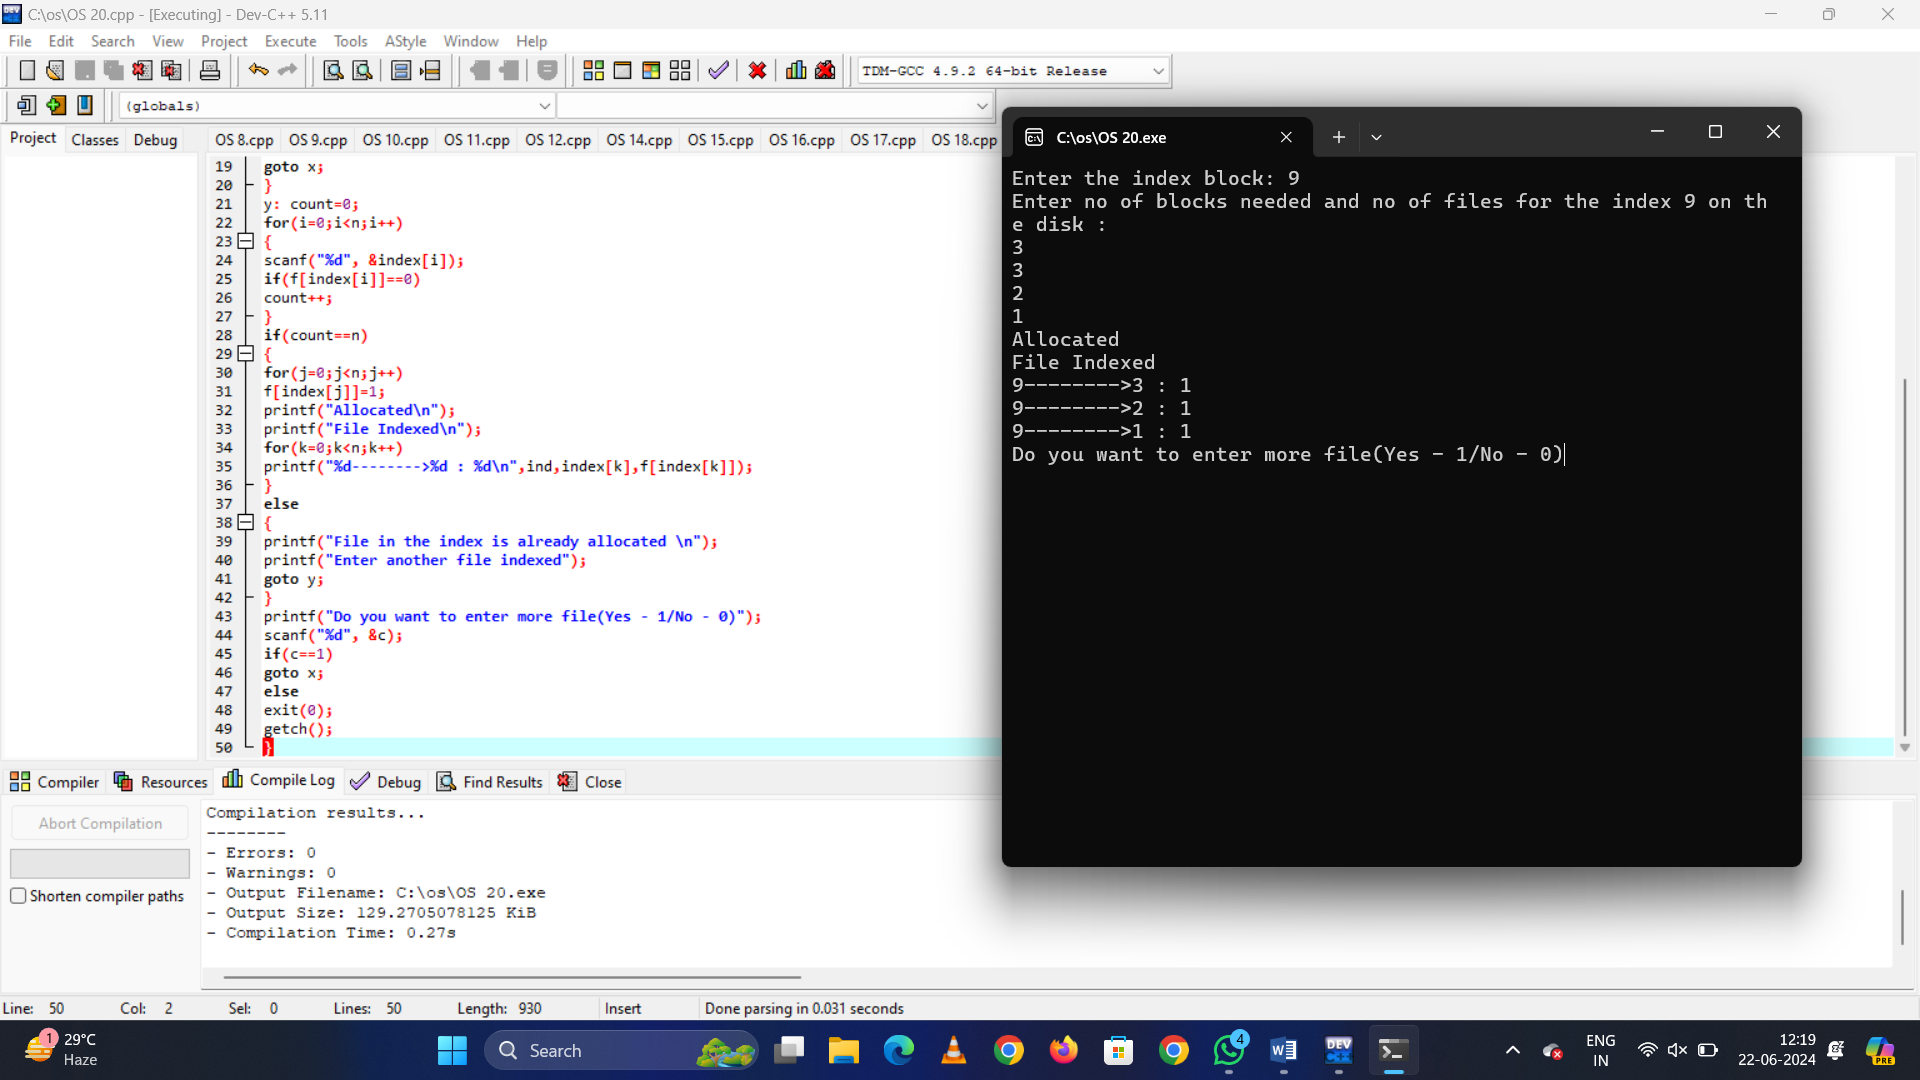 C:\os\OS 20.cpp - [Executing] - Dev-C++ 5.11
File Edit Search View Project Execute Tools AStyle Window Help
TDM-GCC 4.9.2 64-bit Release
(globals)
Project Classes Debug
OS 8.cpp OS 9.cpp OS 10.cpp OS 11.cpp OS 12.cpp OS 14.cpp OS 15.cpp OS 16.cpp OS 17.cpp OS 18.cpp
19 goto x;
20 }
21 y: count=0;
22 for(i=0;i<n;i++)
23 {
24 scanf("%d", &index[i]);
25 if(f[index[i]]==0)
26 count++;
27 }
28 if(count==n)
29 {
30 for(j=0;j<n;j++)
31 f[index[j]]=1;
32 printf("Allocated\n");
33 printf("File Indexed\n");
34 for(k=0;k<n;k++)
35 printf("%d-------->%d : %d\n",ind,index[k],f[index[k]]);
36 }
37 else
38 {
39 printf("File in the index is already allocated \n");
40 printf("Enter another file indexed");
41 goto y;
42 }
43 printf("Do you want to enter more file(Yes - 1/No - 0)");
44 scanf("%d", &c);
45 if(c==1)
46 goto x;
47 else
48 exit(0);
49 getch();
50 }
C:\os\OS 20.exe
Enter the index block: 9
Enter no of blocks needed and no of files for the index 9 on th
e disk :
3
3
2
1
Allocated
File Indexed
9-------->3 : 1
9-------->2 : 1
9-------->1 : 1
Do you want to enter more file(Yes - 1/No - 0)
Compiler Resources Compile Log Debug Find Results Close
Abort Compilation
Shorten compiler paths
Compilation results...
--------
- Errors: 0
- Warnings: 0
- Output Filename: C:\os\OS 20.exe
- Output Size: 129.2705078125 KiB
- Compilation Time: 0.27s
Line: 50 Col: 2 Sel: 0 Lines: 50 Length: 930 Insert Done parsing in 0.031 seconds
1
29°C
Haze
Search
4
DEV
C++
ENG
IN
12:19
22-06-2024
PRE